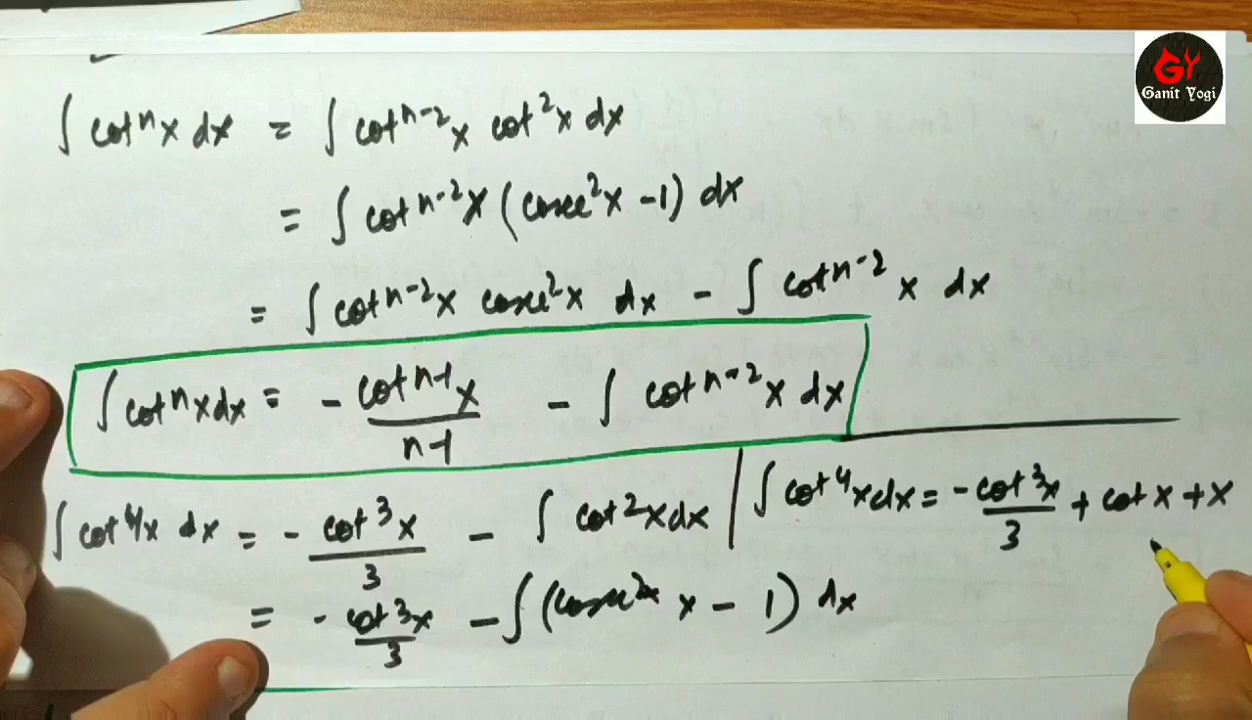 GY
Ganit Yogi
∫ cotⁿx dx = ∫ cotⁿ⁻²x cot²x dx
= ∫ cotⁿ⁻²x (cosec²x - 1) dx
= ∫ cotⁿ⁻²x cosec²x dx - ∫ cotⁿ⁻²x dx
∫ cotⁿx dx = - cotⁿ⁻¹x / n-1 - ∫ cotⁿ⁻²x dx
∫ cot⁴x dx = - cot³x / 3 - ∫ cot²x dx
= - cot³x / 3 - ∫ (cosec²x x - 1) dx
∫ cot⁴x dx = - cot³x / 3 + cot x + x